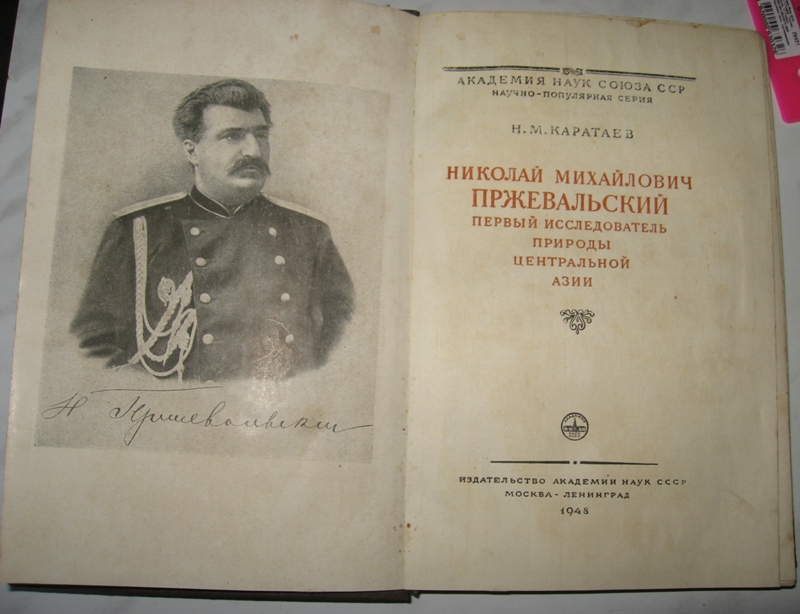 Н Пржевальский
АКАДЕМИЯ НАУК СОЮЗА ССР
НАУЧНО-ПОПУЛЯРНАЯ СЕРИЯ
Н. М. КАРАТАЕВ
НИКОЛАЙ МИХАЙЛОВИЧ
ПРЖЕВАЛЬСКИЙ
ПЕРВЫЙ ИССЛЕДОВАТЕЛЬ
ПРИРОДЫ
ЦЕНТРАЛЬНОЙ
АЗИИ
ИЗДАТЕЛЬСТВО АКАДЕМИИ НАУК СССР
МОСКВА - ЛЕНИНГРАД
1948